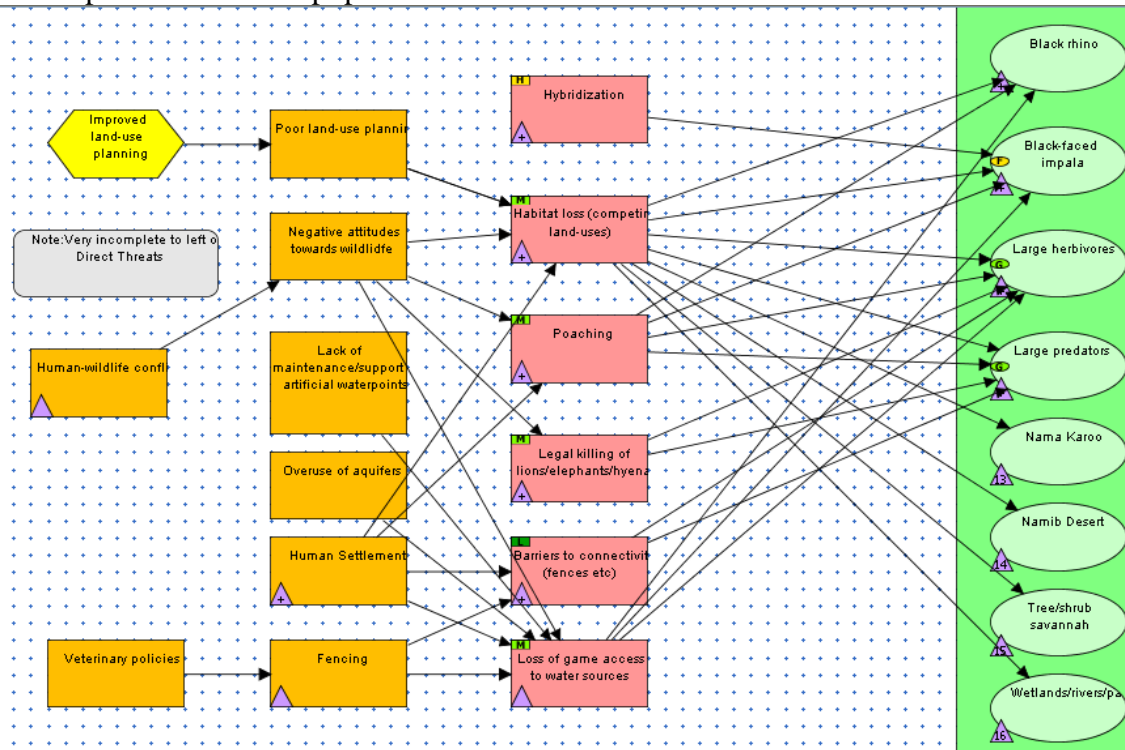 Improved
land-use
planning
Note:Very incomplete to left o
Direct Threats
Human-wildlife confl
Veterinary policies
Poor land-use plannin
Negative attitudes
towards wildlidfe
Lack of
maintenance/support
artificial waterpoints
Overuse of aquifers
Human Settlement
+
Fencing
H
Hybridization
+
M
Habitat loss (competin
land-uses)
+
M
Poaching
+
M
Legal killing of
lions/elephants/hyena
+
L
Barriers to connectivit
(fences etc)
+
M
Loss of game access
to water sources
Black rhino
Black-faced
impala
F
Large herbivores
G
Large predators
G
Nama Karoo
13
Namib Desert
14
Tree/shrub
savannah
15
Wetlands/rivers/pa
16